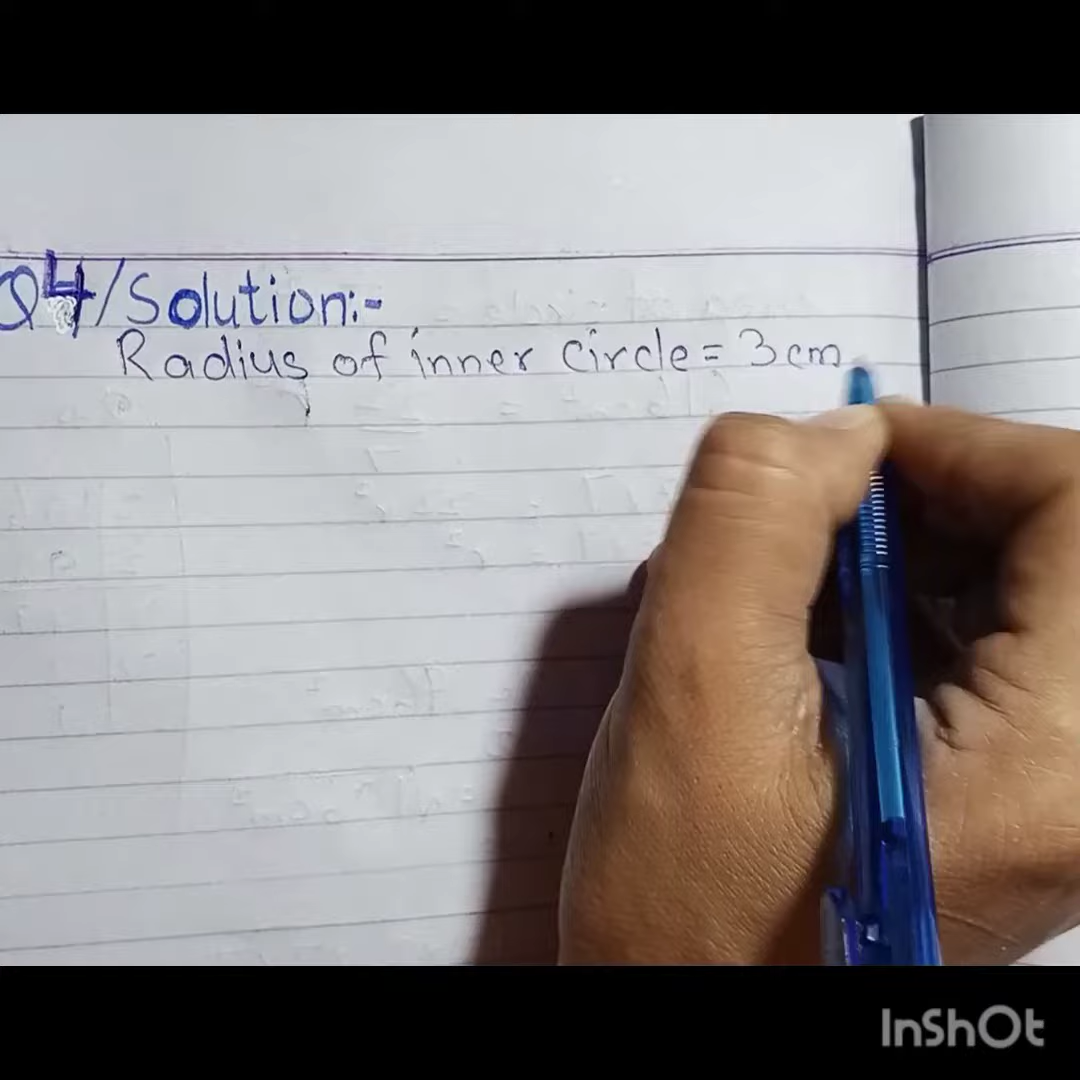 Q4/Solution:-
Radius of inner circle = 3cm
InShOt